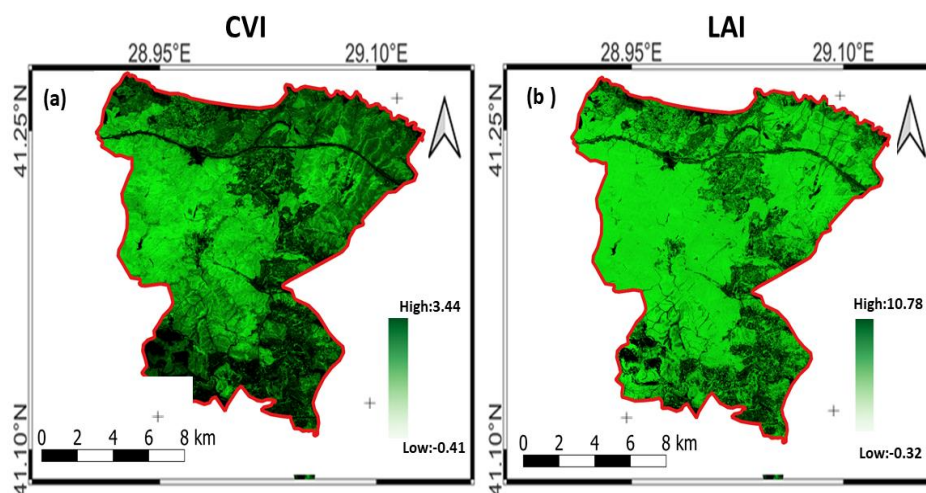 CVI
28.95°E 29.10°E
(a)
41.25°N
High:3.44
Low:-0.41
0 2 4 6 8 km
41.10°N
LAI
28.95°E 29.10°E
(b )
41.25°N
High:10.78
Low:-0.32
0 2 4 6 8 km
41.10°N